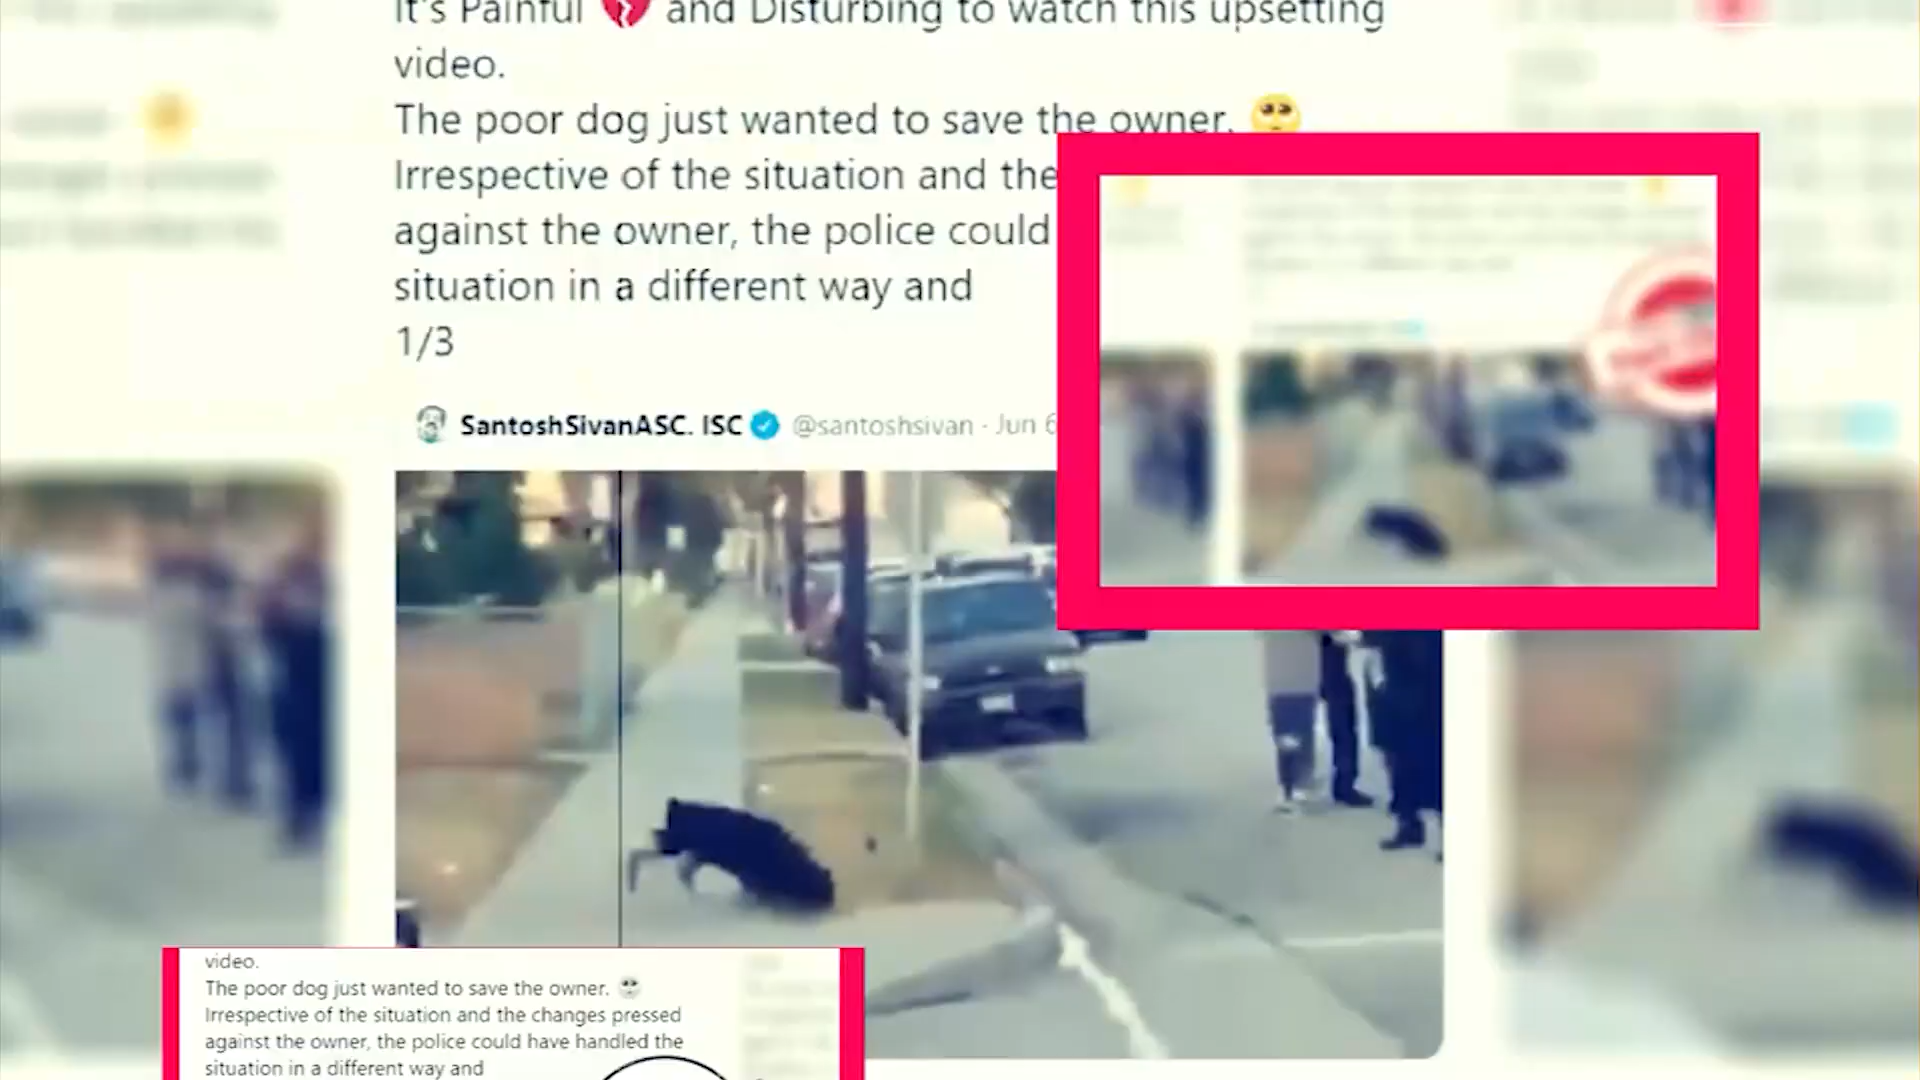 It's Painful 💔 and Disturbing to watch this upsetting
video.
The poor dog just wanted to save the owner. 🥺
Irrespective of the situation and the
against the owner, the police could
situation in a different way and
1/3
SantoshSivanASC. ISC @santoshsivan · Jun 6
video.
The poor dog just wanted to save the owner. 🥺
Irrespective of the situation and the changes pressed
against the owner, the police could have handled the
situation in a different way and